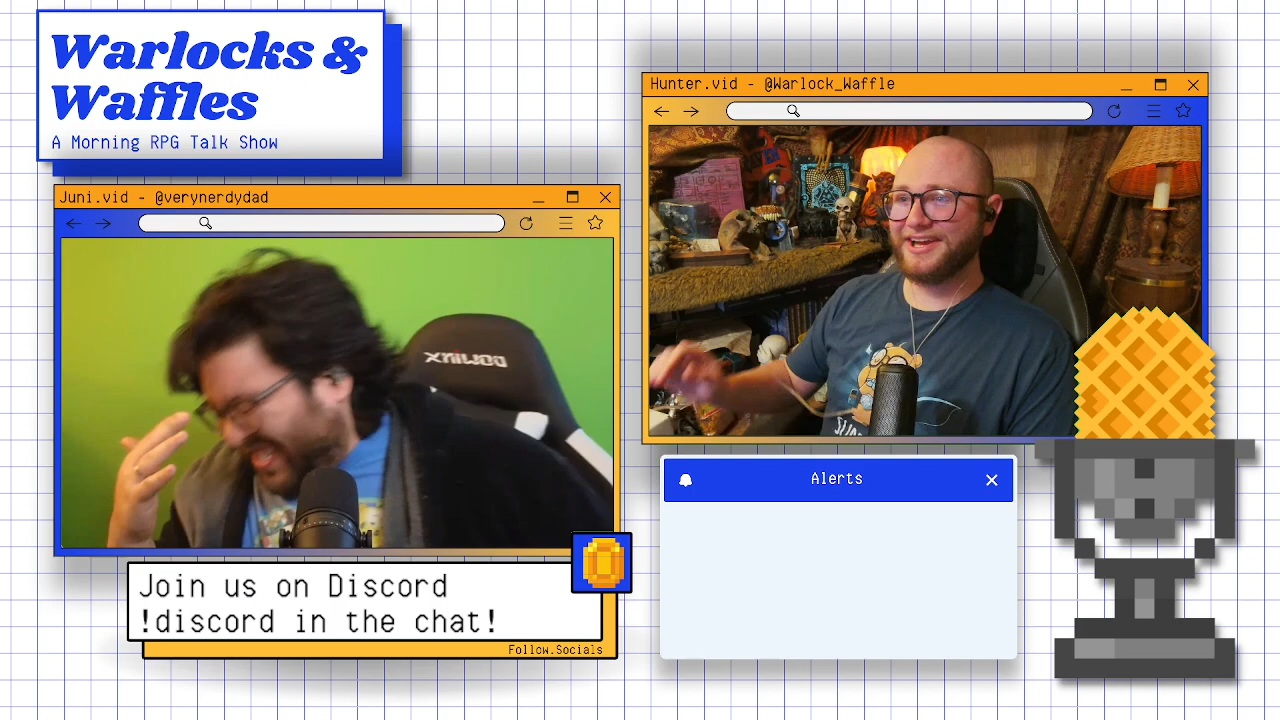 Warlocks &
Waffles
A Morning RPG Talk Show
Juni.vid - @verynerdydad
Hunter.vid - @Warlock_Waffle
Alerts
Join us on Discord
!discord in the chat!
Follow.Socials